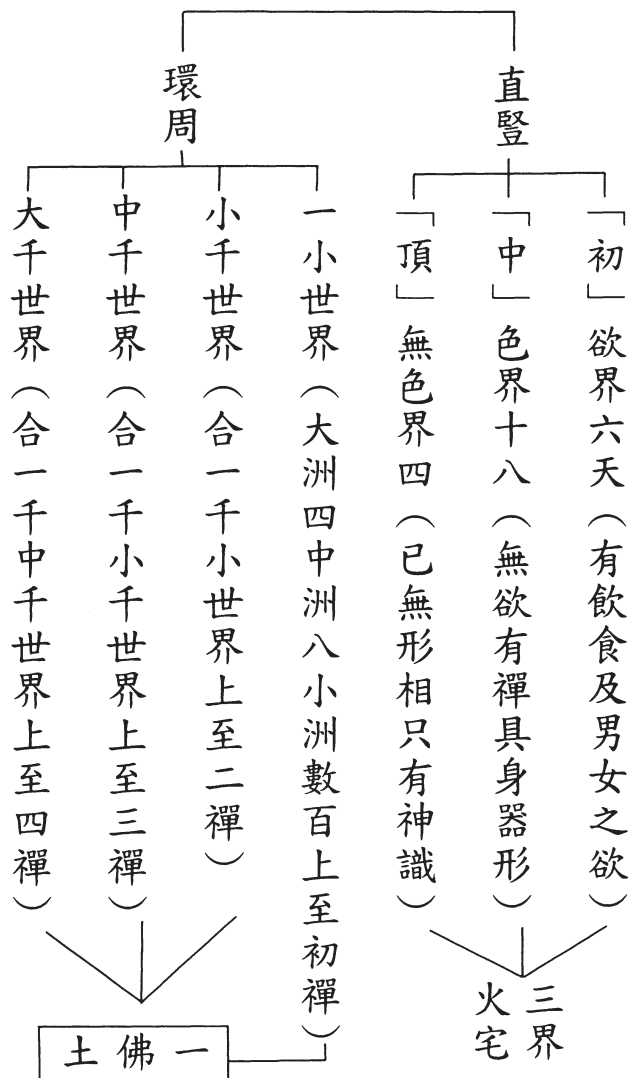 直豎
「初」欲界六天（有飲食及男女之欲）
「中」色界十八（無欲有禪具身器形）
「頂」無色界四（已無形相只有神識）
三界
火宅
環周
一小世界（大洲四中洲八小洲數百上至初禪）
小千世界（合一千小世界上至二禪）
中千世界（合一千小千世界上至三禪）
大千世界（合一千中千世界上至四禪）
一佛土